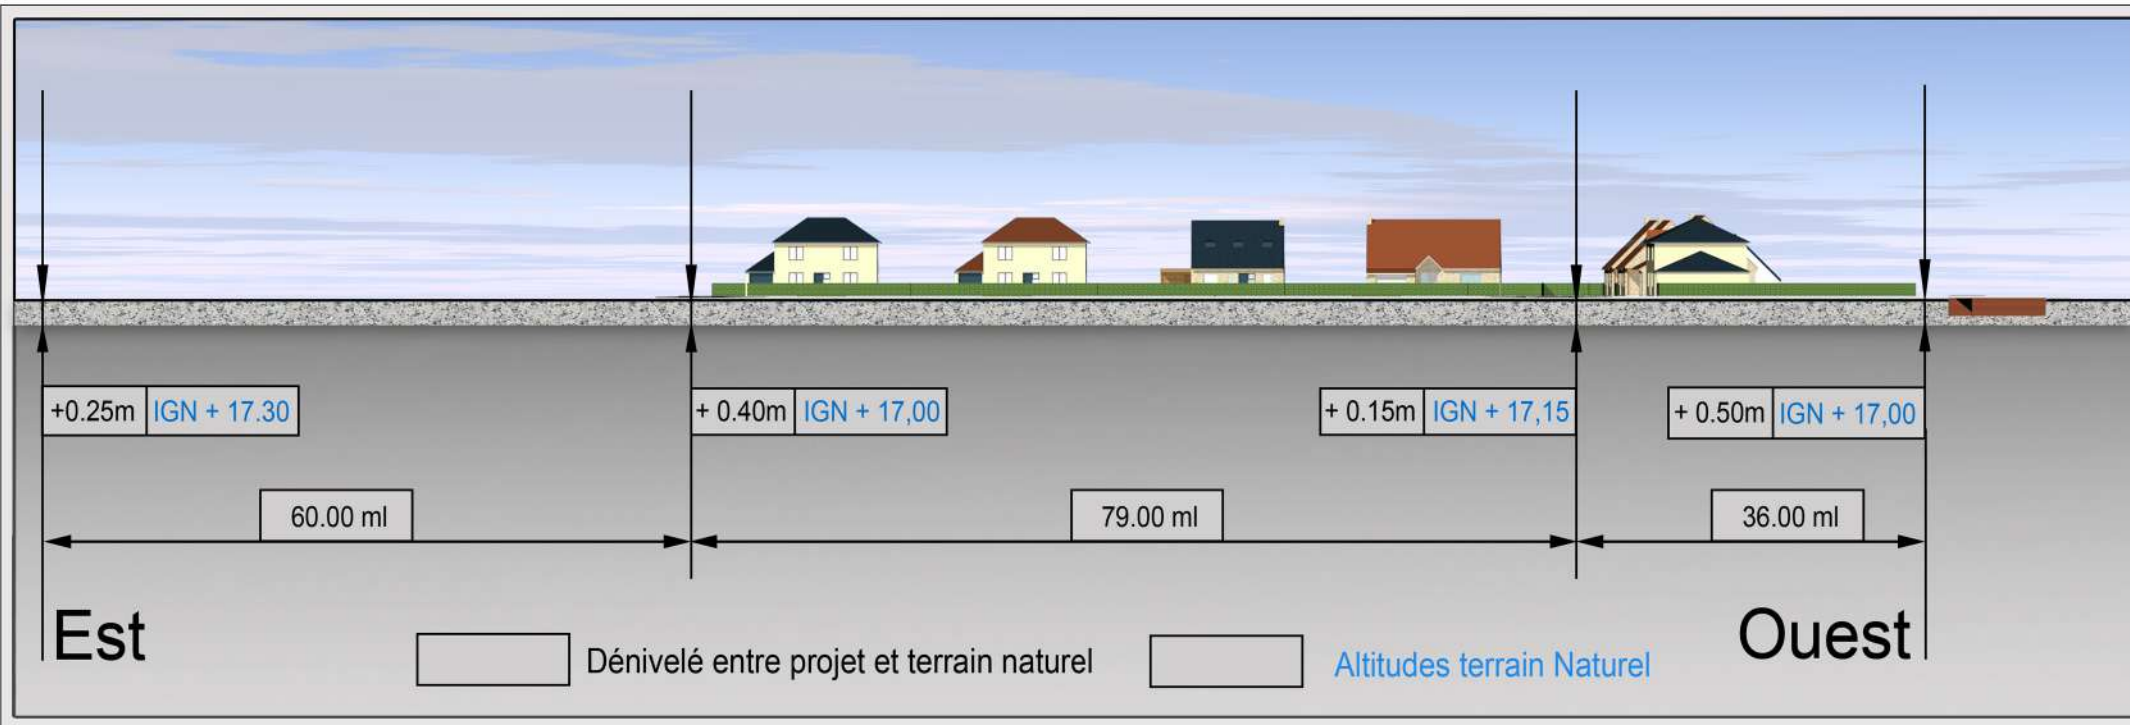 +0.25m IGN + 17.30
+ 0.40m IGN + 17,00
+ 0.15m IGN + 17,15
+ 0.50m IGN + 17,00
60.00 ml
79.00 ml
36.00 ml
Est
Ouest
Dénivelé entre projet et terrain naturel
Altitudes terrain Naturel